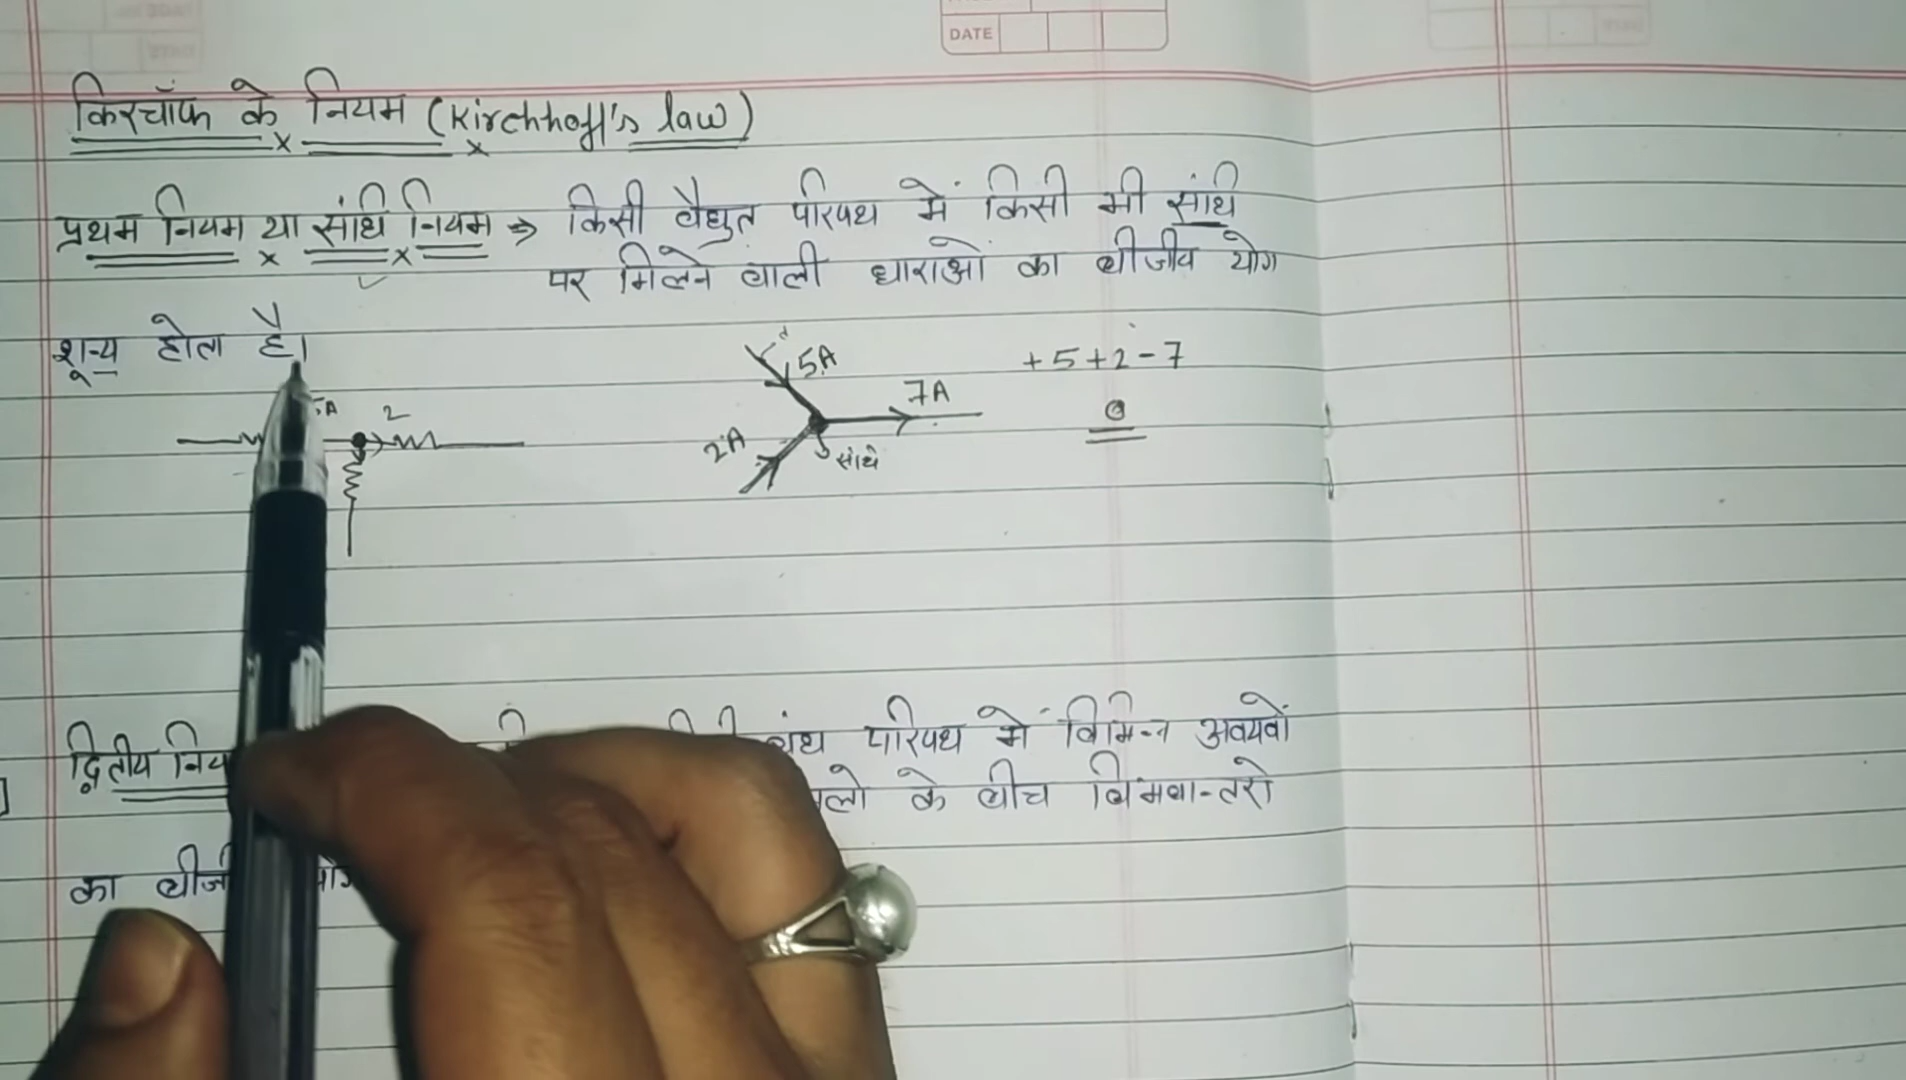 DATE
किरचॉफ के नियम (Kirchhoff's law)
प्रथम नियम या संधि नियम ⇒ किसी वैद्युत परिपथ में किसी भी संधि
पर मिलने वाली धाराओं का बीजीय योग
शून्य होता है।
5A
7A
2A
संधि
+5+2-7
0
5A 2
द्वितीय परिपथ में विभिन्न अवयवों
के बीच विभवान्तरो
का